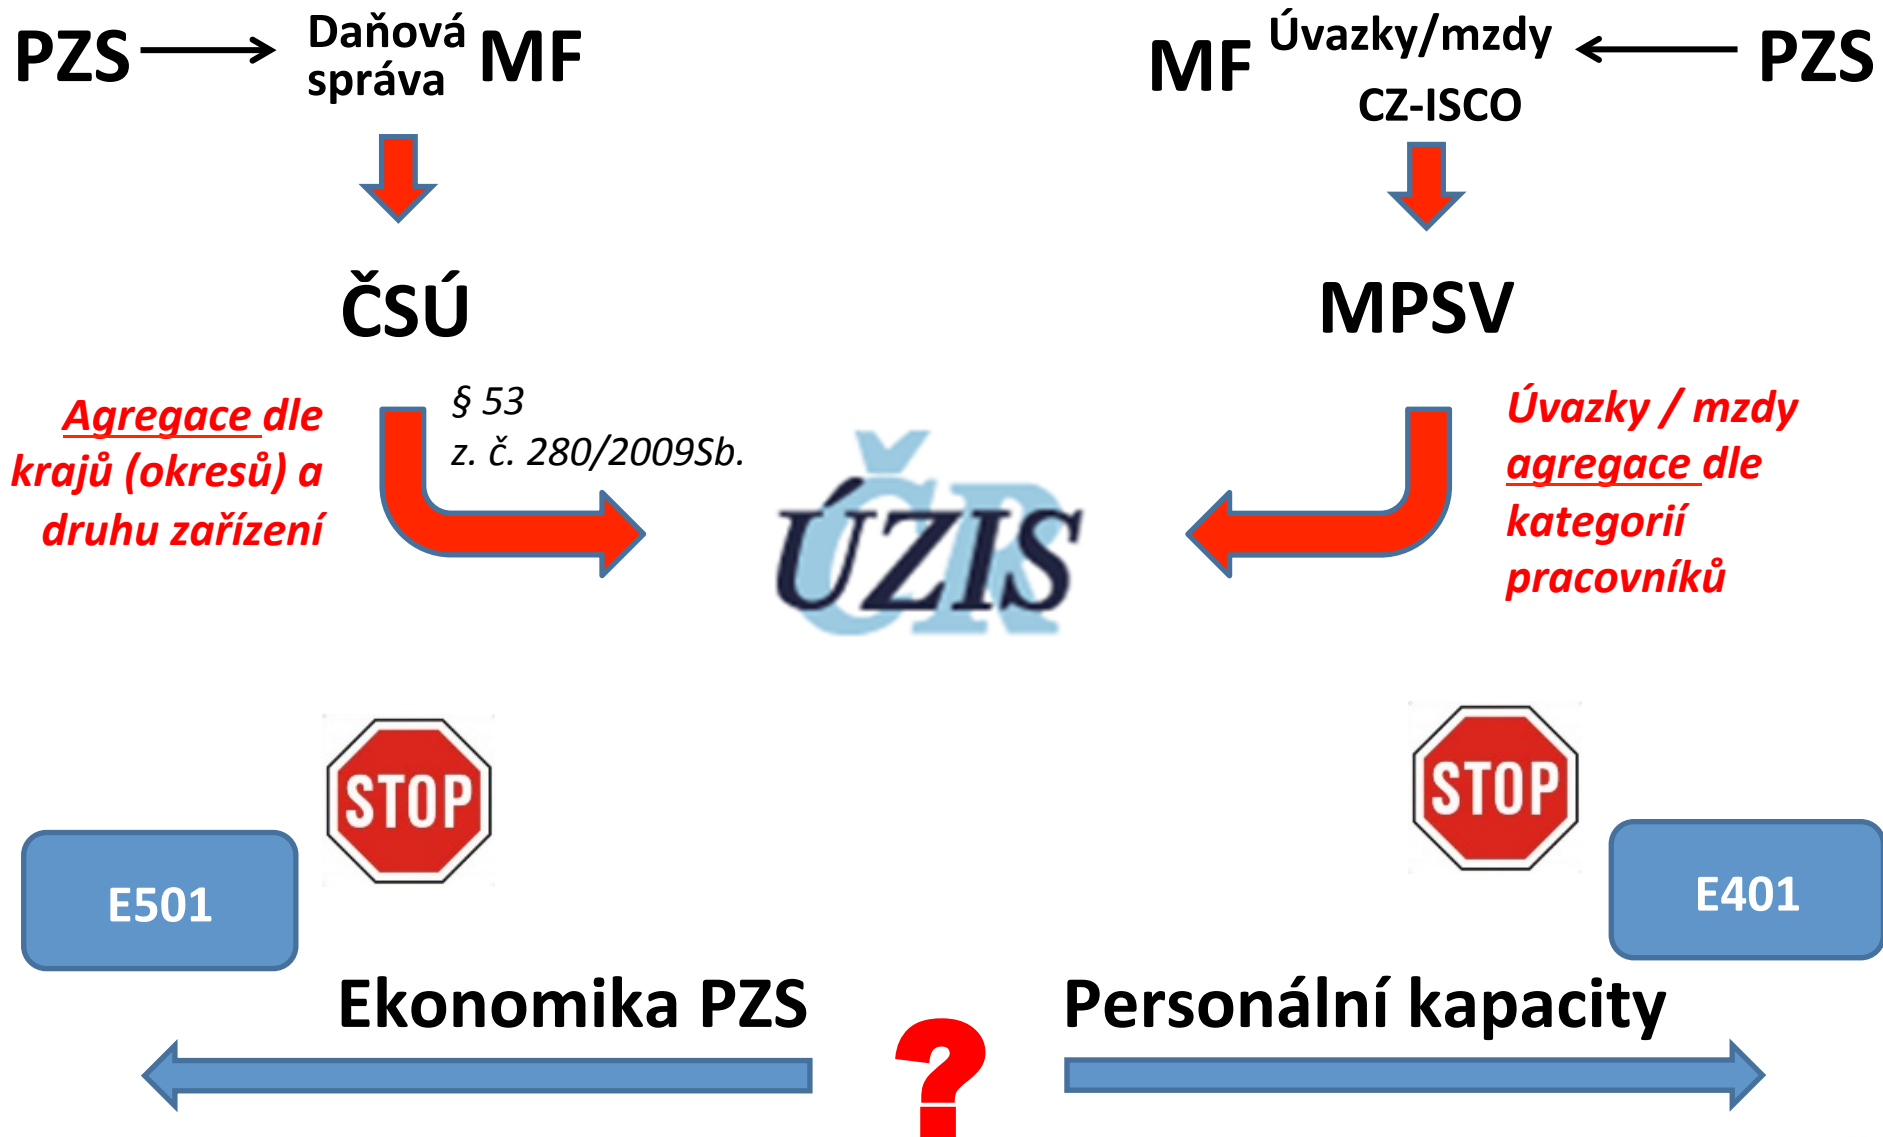 PZS
Daňová
správa
MF
MF
Úvazky/mzdy
CZ-ISCO
PZS
ČSÚ
MPSV
Agregace dle
krajů (okresů) a
druhu zařízení
§ 53
z. č. 280/2009Sb.
ČR
ÚZIS
Úvazky / mzdy
agregace dle
kategorií
pracovníků
STOP
STOP
E501
E401
Ekonomika PZS
?
Personální kapacity